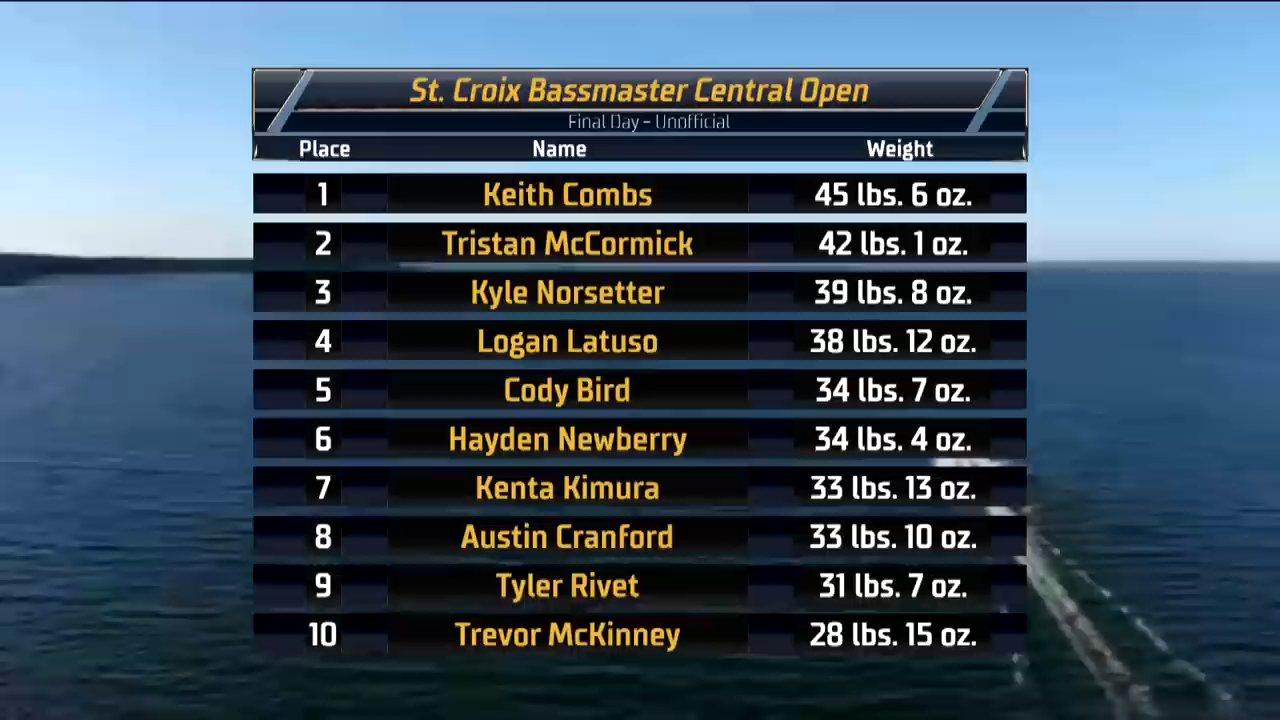 St. Croix Bassmaster Central Open
Final Day - Unofficial
Place Name Weight
1 Keith Combs 45 lbs. 6 oz.
2 Tristan McCormick 42 lbs. 1 oz.
3 Kyle Norsetter 39 lbs. 8 oz.
4 Logan Latuso 38 lbs. 12 oz.
5 Cody Bird 34 lbs. 7 oz.
6 Hayden Newberry 34 lbs. 4 oz.
7 Kenta Kimura 33 lbs. 13 oz.
8 Austin Cranford 33 lbs. 10 oz.
9 Tyler Rivet 31 lbs. 7 oz.
10 Trevor McKinney 28 lbs. 15 oz.